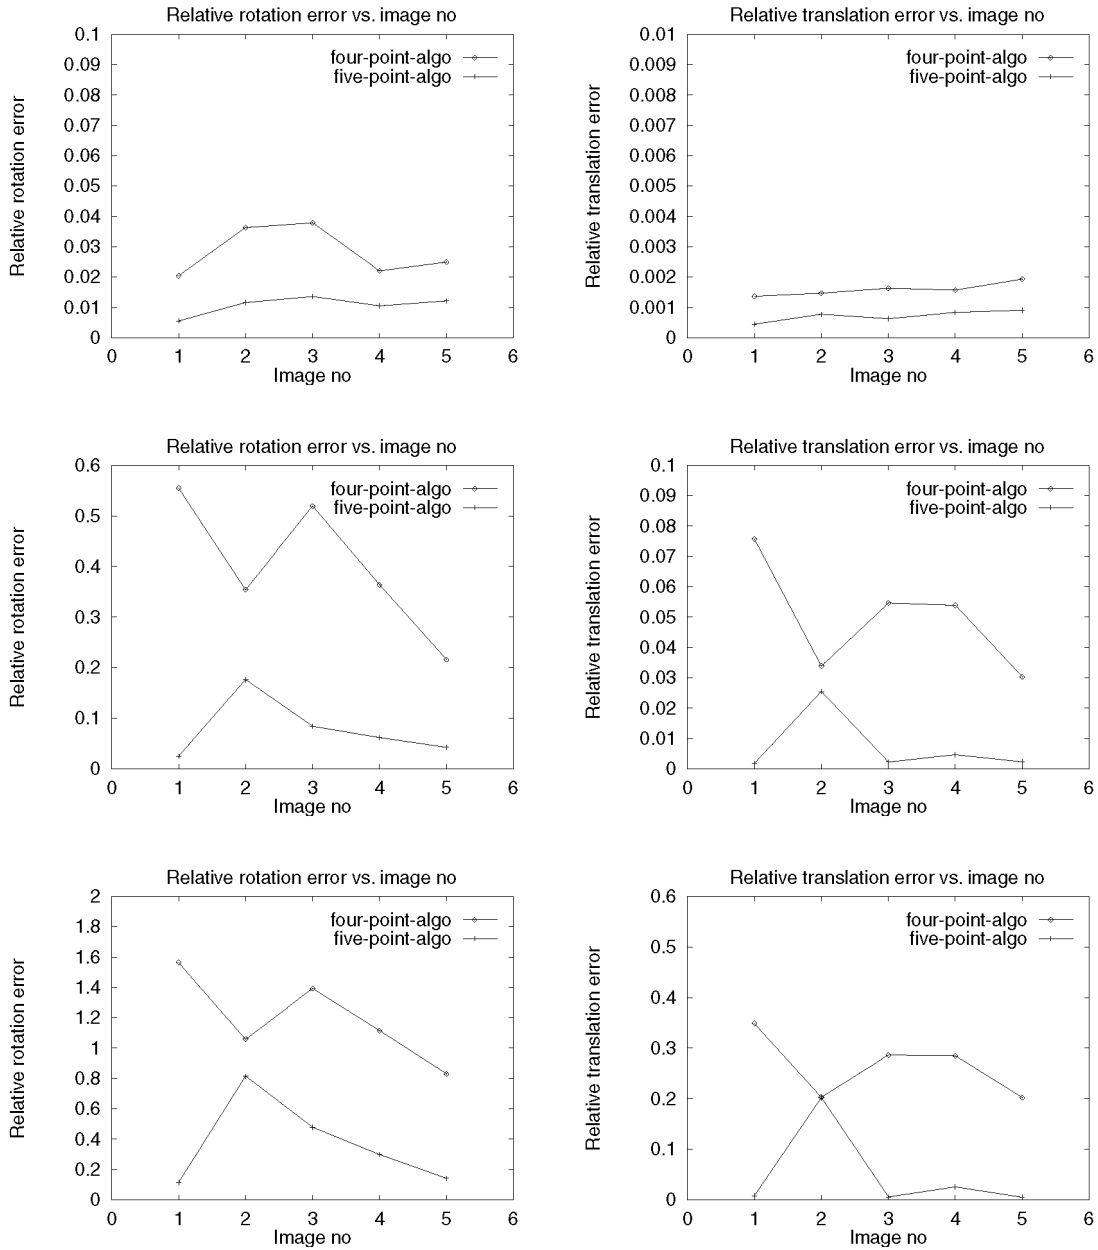 Relative rotation error vs. image no
0.1
0.09
0.08
0.07
0.06
0.05
0.04
0.03
0.02
0.01
0
0 1 2 3 4 5 6
Relative rotation error
Image no
four-point-algo
five-point-algo
Relative translation error vs. image no
0.01
0.009
0.008
0.007
0.006
0.005
0.004
0.003
0.002
0.001
0
0 1 2 3 4 5 6
Relative translation error
Image no
four-point-algo
five-point-algo
Relative rotation error vs. image no
0.6
0.5
0.4
0.3
0.2
0.1
0
0 1 2 3 4 5 6
Relative rotation error
Image no
four-point-algo
five-point-algo
Relative translation error vs. image no
0.1
0.09
0.08
0.07
0.06
0.05
0.04
0.03
0.02
0.01
0
0 1 2 3 4 5 6
Relative translation error
Image no
four-point-algo
five-point-algo
Relative rotation error vs. image no
2
1.8
1.6
1.4
1.2
1
0.8
0.6
0.4
0.2
0
0 1 2 3 4 5 6
Relative rotation error
Image no
four-point-algo
five-point-algo
Relative translation error vs. image no
0.6
0.5
0.4
0.3
0.2
0.1
0
0 1 2 3 4 5 6
Relative translation error
Image no
four-point-algo
five-point-algo